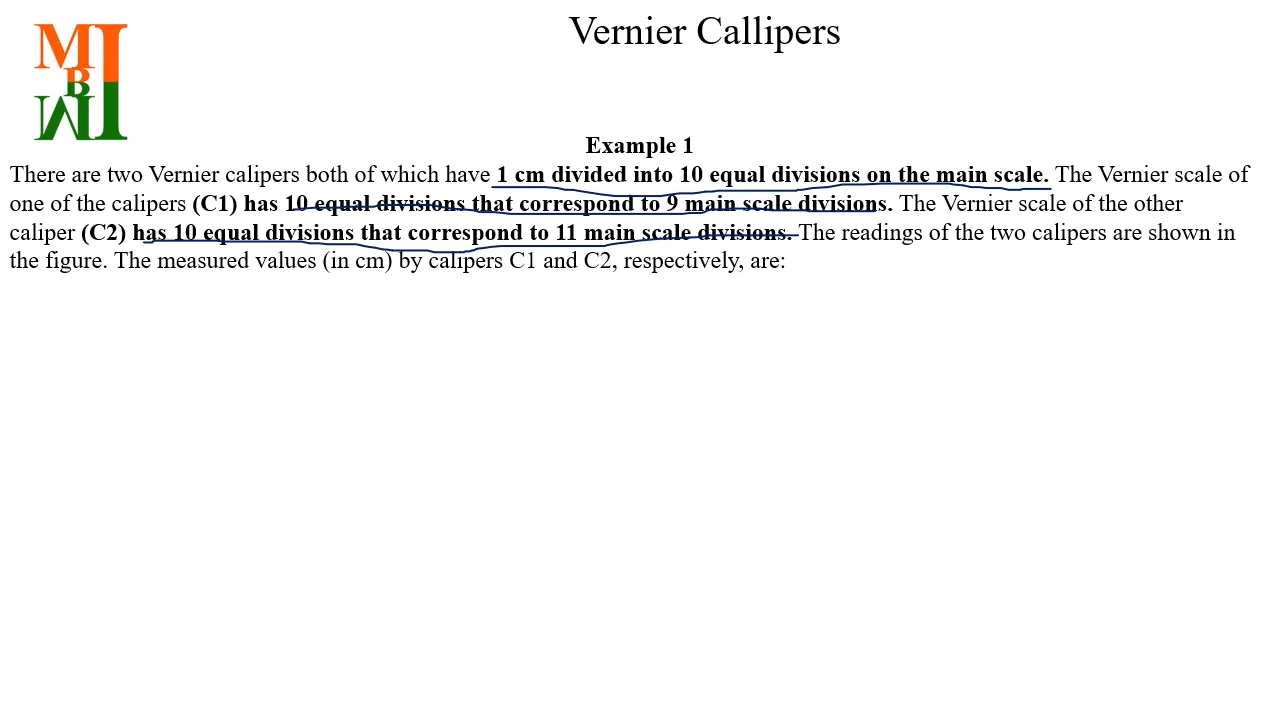 Vernier Callipers
MI
B
IM
Example 1
There are two Vernier calipers both of which have 1 cm divided into 10 equal divisions on the main scale. The Vernier scale of
one of the calipers (C1) has 10 equal divisions that correspond to 9 main scale divisions. The Vernier scale of the other
caliper (C2) has 10 equal divisions that correspond to 11 main scale divisions. The readings of the two calipers are shown in
the figure. The measured values (in cm) by calipers C1 and C2, respectively, are: